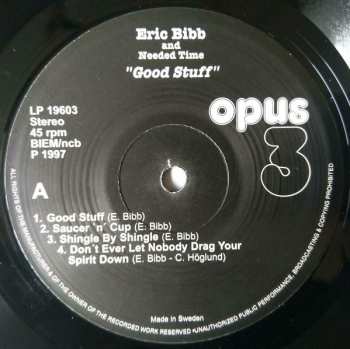 Eric Bibb
and
Needed Time
"Good Stuff"
LP 19603
Stereo
45 rpm
BIEM/ncb
P 1997
opus
3
A
1. Good Stuff (E. Bibb)
2. Saucer ´n´ Cup (E. Bibb)
3. Shingle By Shingle (E. Bibb)
4. Don´t Ever Let Nobody Drag Your
Spirit Down (E. Bibb - C. Höglund)
Made in Sweden
ALL RIGHTS OF THE MANUFACTURER & OF THE OWNER OF THE RECORDED WORK RESERVED •UNAUTHORIZED PUBLIC PERFORMANCE, BROADCASTING & COPYING PROHIBITED